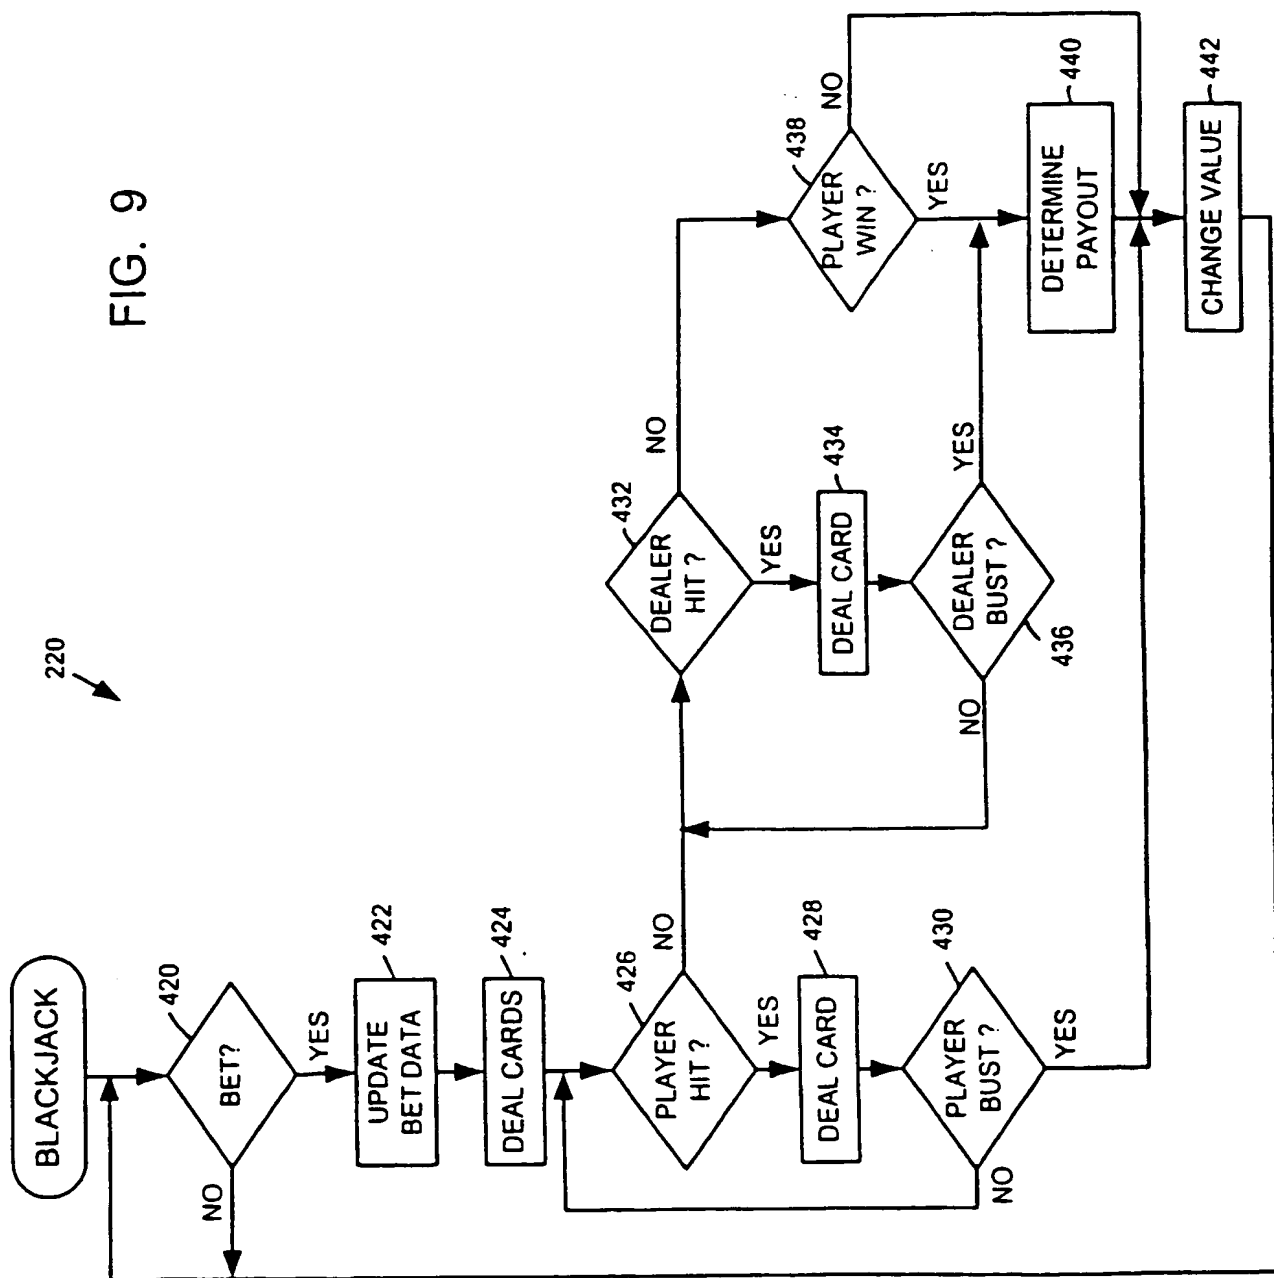 FIG. 9
220
BLACKJACK
420
BET?
NO
YES
422
UPDATE
BET DATA
424
DEAL CARDS
426
PLAYER
HIT ?
NO
YES
428
DEAL CARD
430
PLAYER
BUST ?
NO
YES
432
DEALER
HIT ?
NO
YES
434
DEAL CARD
DEALER
BUST ?
436
NO
YES
438
PLAYER
WIN ?
NO
YES
440
DETERMINE
PAYOUT
442
CHANGE VALUE